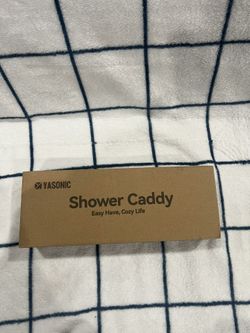 YASONIC
Shower Caddy
Easy Have, Cozy Life